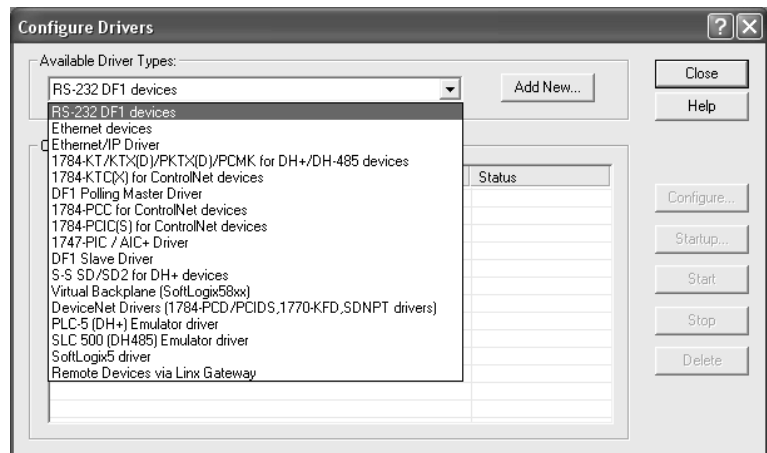 Configure Drivers
Available Driver Types:
RS-232 DF1 devices
Add New...
Close
Help
RS-232 DF1 devices
Ethernet devices
Ethernet/IP Driver
1784-KT/KTX(D)/PKTX(D)/PCMK for DH+/DH-485 devices
1784-KTC(X) for ControlNet devices
DF1 Polling Master Driver
1784-PCC for ControlNet devices
1784-PCIC(S) for ControlNet devices
1747-PIC / AIC+ Driver
DF1 Slave Driver
S-S SD/SD2 for DH+ devices
Virtual Backplane (SoftLogix58xx)
DeviceNet Drivers (1784-PCD/PCIDS,1770-KFD,SDNPT drivers)
PLC-5 (DH+) Emulator driver
SLC 500 (DH485) Emulator driver
SoftLogix5 driver
Remote Devices via Linx Gateway
Status
Configure...
Startup...
Start
Stop
Delete